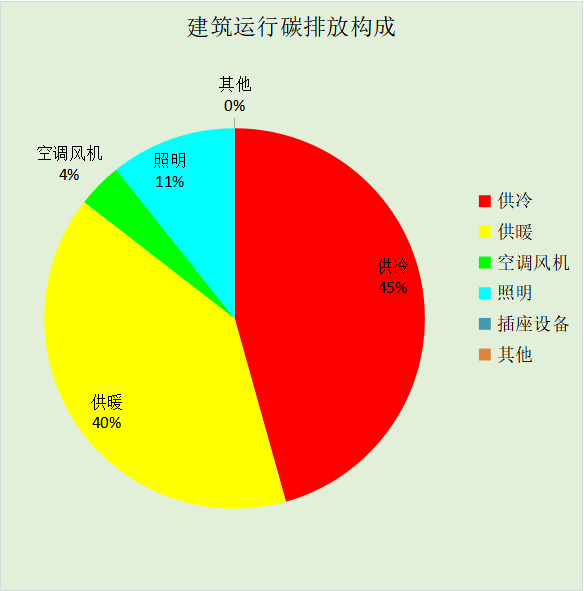 建筑运行碳排放构成
其他
0%
空调风机
4%
照明
11%
供冷
45%
供暖
40%
供冷
供暖
空调风机
照明
插座设备
其他